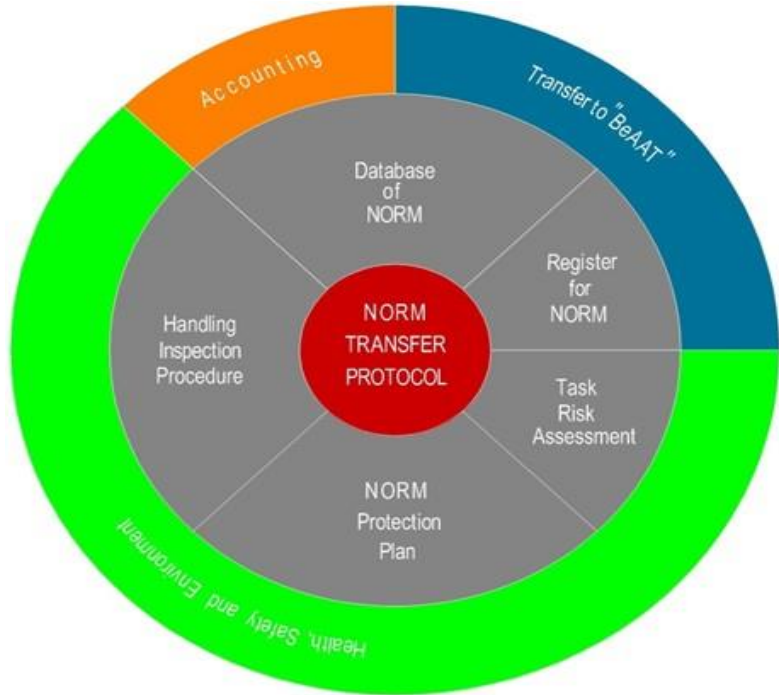 Accounting
Transfer to "BeAAT"
Database
of
NORM
Register
for
NORM
Handling
Inspection
Procedure
NORM
TRANSFER
PROTOCOL
Task
Risk
Assessment
NORM
Protection
Plan
Health, Safety and Environment